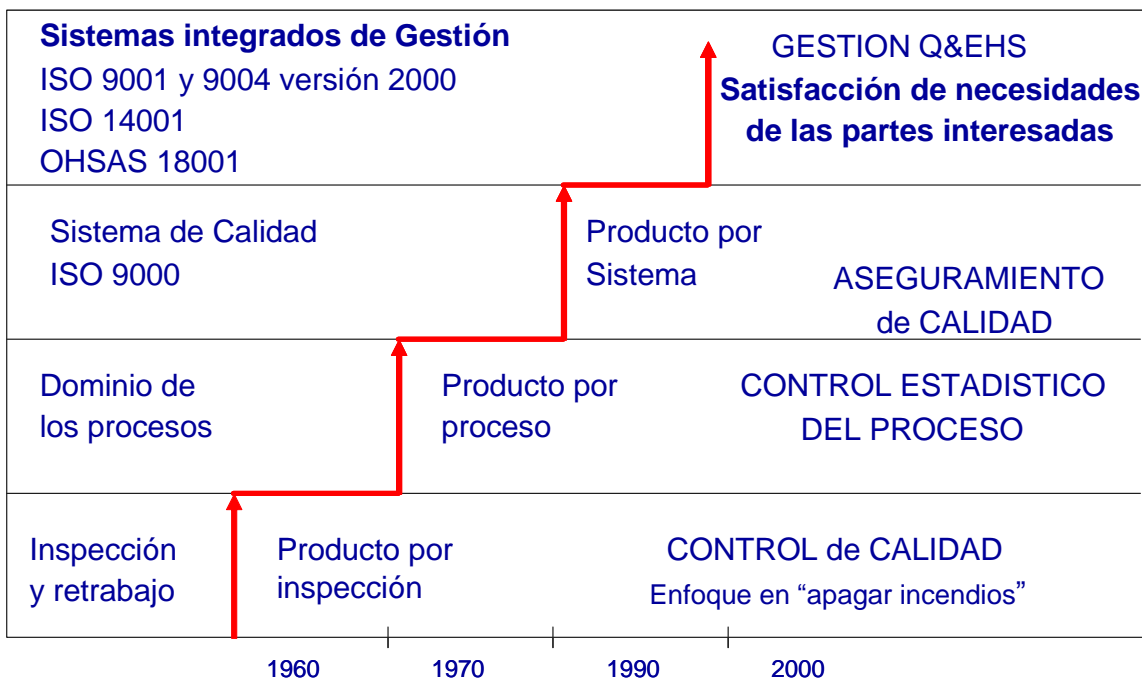 Sistemas integrados de Gestión
ISO 9001 y 9004 versión 2000
ISO 14001
OHSAS 18001
GESTION Q&EHS
Satisfacción de necesidades
de las partes interesadas
Sistema de Calidad
ISO 9000
Producto por
Sistema
ASEGURAMIENTO
de CALIDAD
Dominio de
los procesos
Producto por
proceso
CONTROL ESTADISTICO
DEL PROCESO
Inspección
y retrabajo
Producto por
inspección
CONTROL de CALIDAD
Enfoque en “apagar incendios”
1960 1970 1990 2000